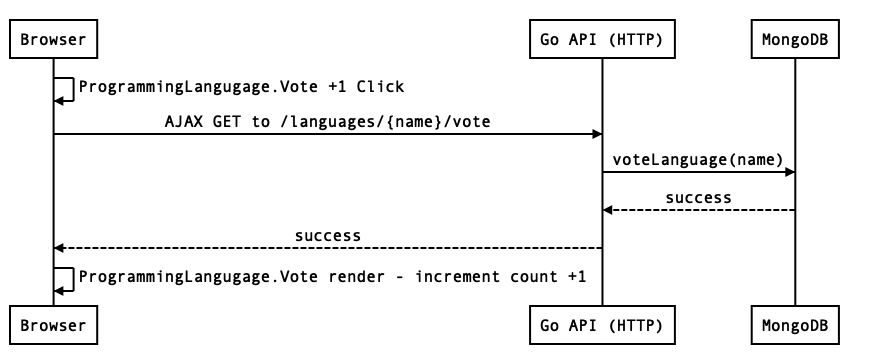 Browser
Go API (HTTP)
MongoDB
ProgrammingLangugage.Vote +1 Click
AJAX GET to /languages/{name}/vote
voteLanguage(name)
success
success
ProgrammingLangugage.Vote render - increment count +1
Browser
Go API (HTTP)
MongoDB